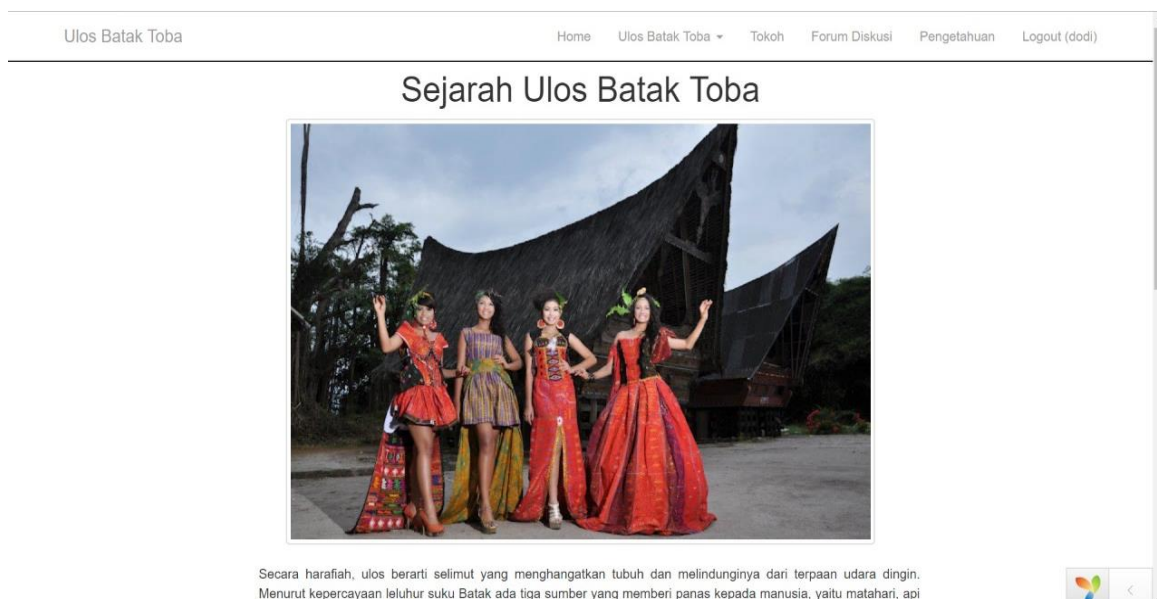 Ulos Batak Toba Home Ulos Batak Toba Tokoh Forum Diskusi Pengetahuan Logout (dodi)
Sejarah Ulos Batak Toba
Secara harafiah, ulos berarti selimut yang menghangatkan tubuh dan melindunginya dari terpaan udara dingin.
Menurut kepercayaan leluhur suku Batak ada tiga sumber yang memberi panas kepada manusia, yaitu matahari, api